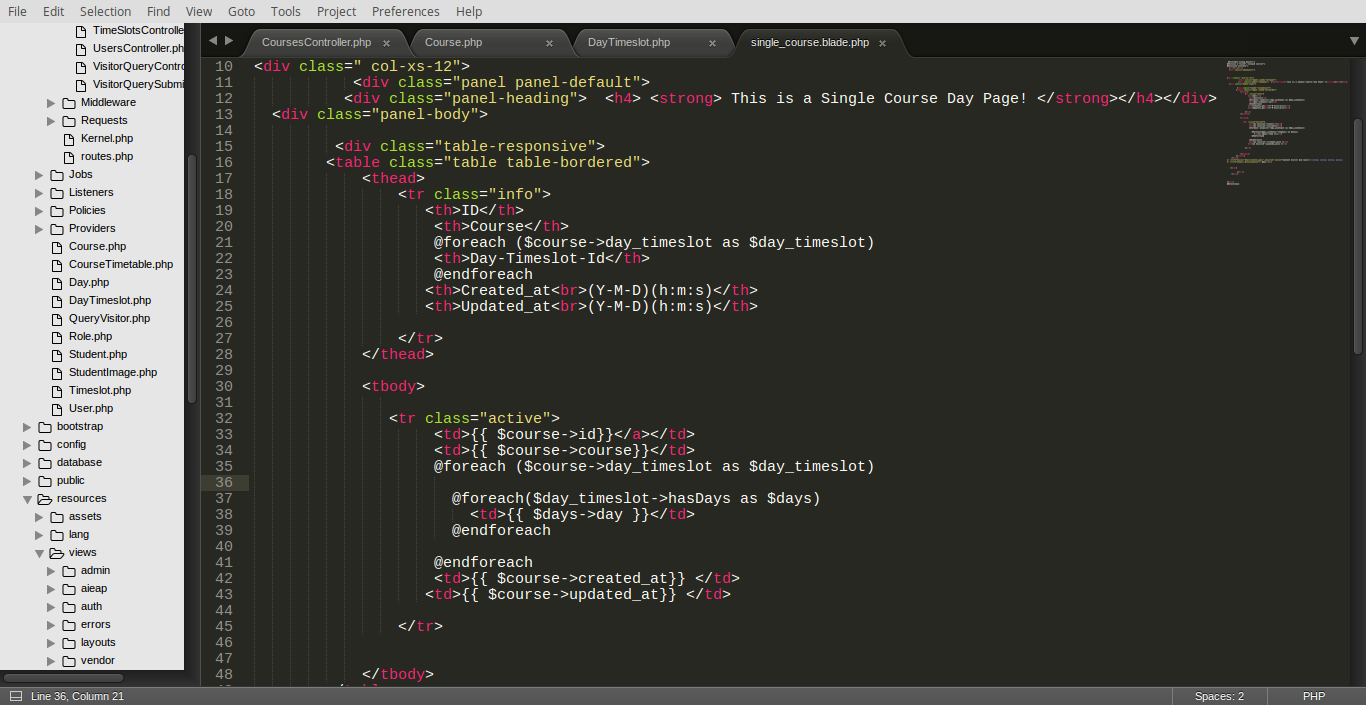 File Edit Selection Find View Goto Tools Project Preferences Help
TimeSlotsControlle
UsersController.ph
VisitorQueryContro
VisitorQuerySubmi
Middleware
Requests
Kernel.php
routes.php
Jobs
Listeners
Policies
Providers
Course.php
CourseTimetable.php
Day.php
DayTimeslot.php
QueryVisitor.php
Role.php
Student.php
StudentImage.php
Timeslot.php
User.php
bootstrap
config
database
public
resources
assets
lang
views
admin
aieap
auth
errors
layouts
vendor
CoursesController.php × Course.php × DayTimeslot.php × single_course.blade.php ×
10 <div class=" col-xs-12">
11 <div class="panel panel-default">
12 <div class="panel-heading">  <h4> <strong> This is a Single Course Day Page! </strong></h4></div>
13 <div class="panel-body">
14
15 <div class="table-responsive">
16 <table class="table table-bordered">
17 <thead>
18 <tr class="info">
19 <th>ID</th>
20 <th>Course</th>
21 @foreach ($course->day_timeslot as $day_timeslot)
22 <th>Day-Timeslot-Id</th>
23 @endforeach
24 <th>Created_at<br>(Y-M-D)(h:m:s)</th>
25 <th>Updated_at<br>(Y-M-D)(h:m:s)</th>
26
27 </tr>
28 </thead>
29
30 <tbody>
31
32 <tr class="active">
33 <td>{{ $course->id}}</a></td>
34 <td>{{ $course->course}}</td>
35 @foreach ($course->day_timeslot as $day_timeslot)
36
37 @foreach($day_timeslot->hasDays as $days)
38 <td>{{ $days->day }}</td>
39 @endforeach
40
41 @endforeach
42 <td>{{ $course->created_at}} </td>
43 <td>{{ $course->updated_at}} </td>
44
45 </tr>
46
47
48 </tbody>
Line 36, Column 21 Spaces: 2 PHP